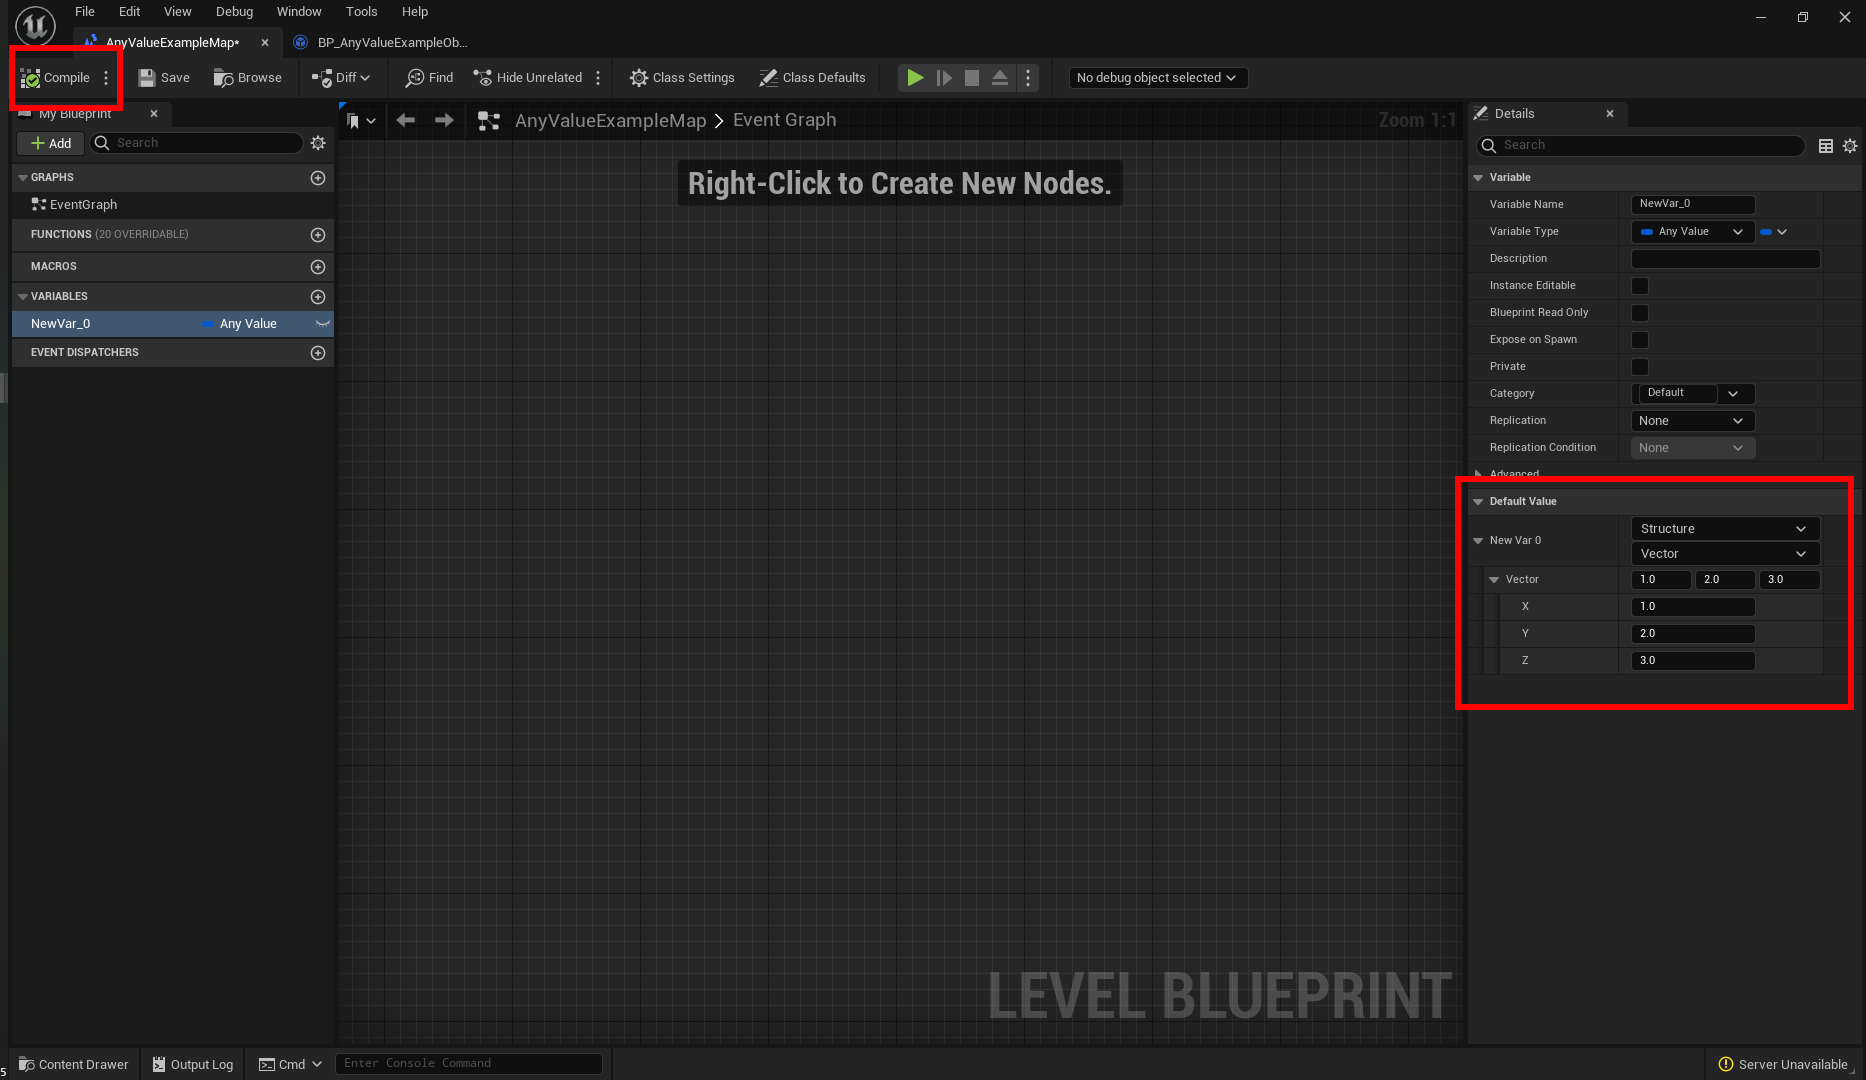 File Edit View Debug Window Tools Help
AnyValueExampleMap*
BP_AnyValueExampleOb...
Compile Save Browse Diff Find Hide Unrelated Class Settings Class Defaults No debug object selected
My Blueprint
Add Search
GRAPHS
EventGraph
FUNCTIONS (20 OVERRIDABLE)
MACROS
VARIABLES
NewVar_0 Any Value
EVENT DISPATCHERS
AnyValueExampleMap > Event Graph
Zoom 1:1
Right-Click to Create New Nodes.
LEVEL BLUEPRINT
Details
Search
Variable
Variable Name NewVar_0
Variable Type Any Value
Description
Instance Editable
Blueprint Read Only
Expose on Spawn
Private
Category Default
Replication None
Replication Condition None
Advanced
Default Value
New Var 0 Structure
Vector
Vector 1.0 2.0 3.0
X 1.0
Y 2.0
Z 3.0
5
Content Drawer Output Log Cmd Enter Console Command
Server Unavailable